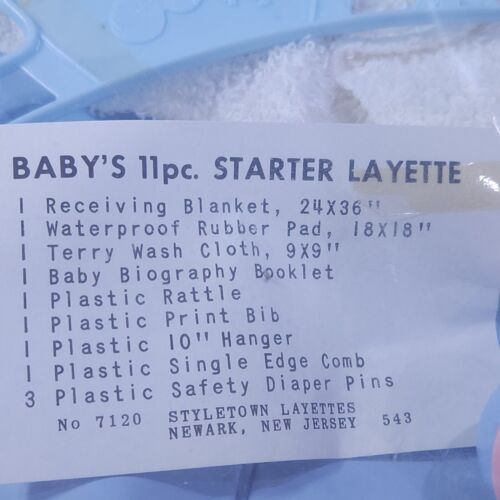 BABY'S 11pc. STARTER LAYETTE
1 Receiving Blanket, 24X36"
1 Waterproof Rubber Pad, 18X18"
1 Terry Wash Cloth, 9X9"
1 Baby Biography Booklet
1 Plastic Rattle
1 Plastic Print Bib
1 Plastic 10" Hanger
1 Plastic Single Edge Comb
3 Plastic Safety Diaper Pins
No 7120 STYLETOWN LAYETTES
NEWARK, NEW JERSEY 543